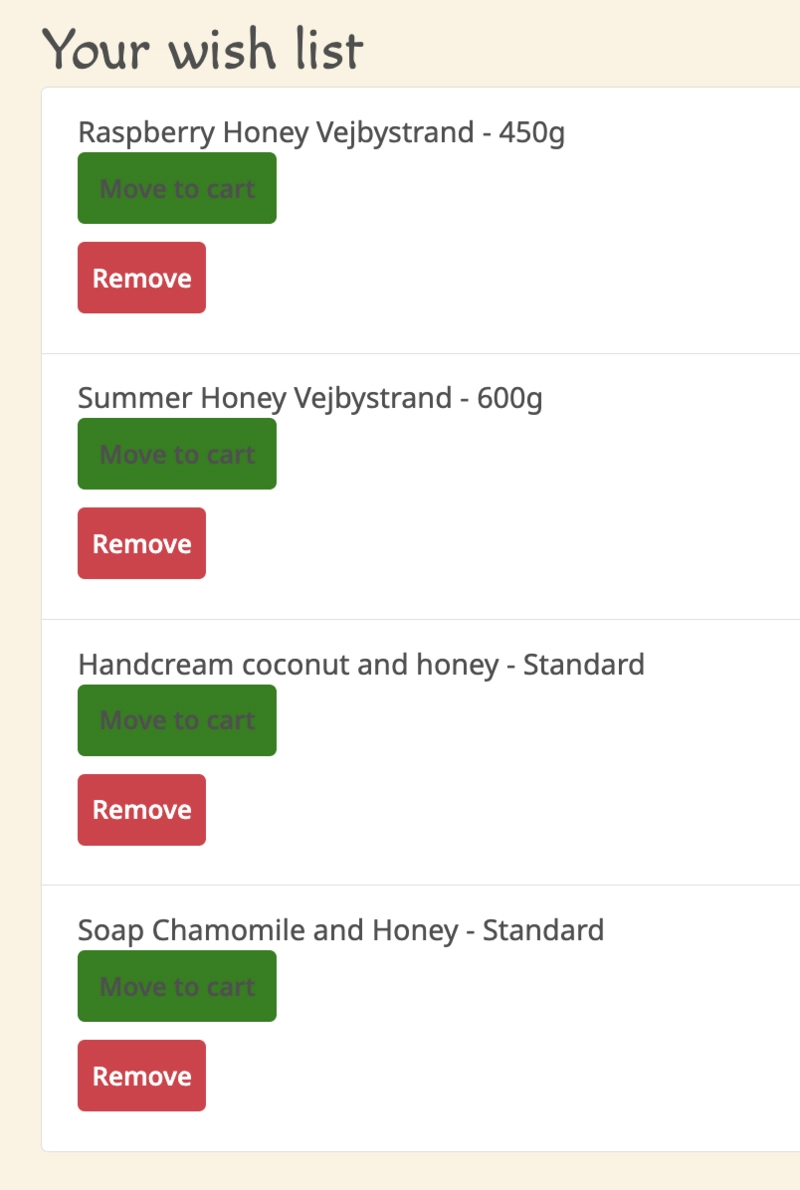 Your wish list
Raspberry Honey Vejbystrand - 450g
Move to cart
Remove
Summer Honey Vejbystrand - 600g
Move to cart
Remove
Handcream coconut and honey - Standard
Move to cart
Remove
Soap Chamomile and Honey - Standard
Move to cart
Remove